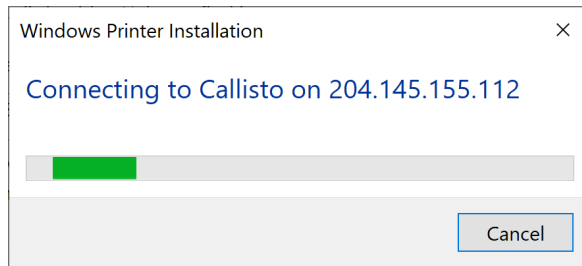 Windows Printer Installation
Connecting to Callisto on 204.145.155.112
Cancel